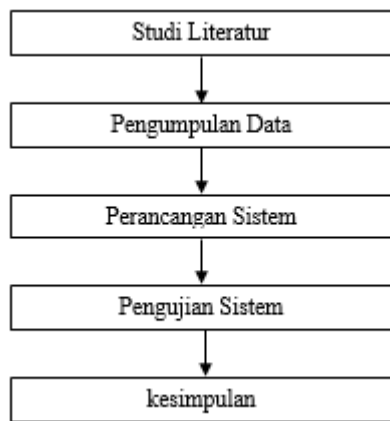 Studi Literatur
Pengumpulan Data
Perancangan Sistem
Pengujian Sistem
kesimpulan